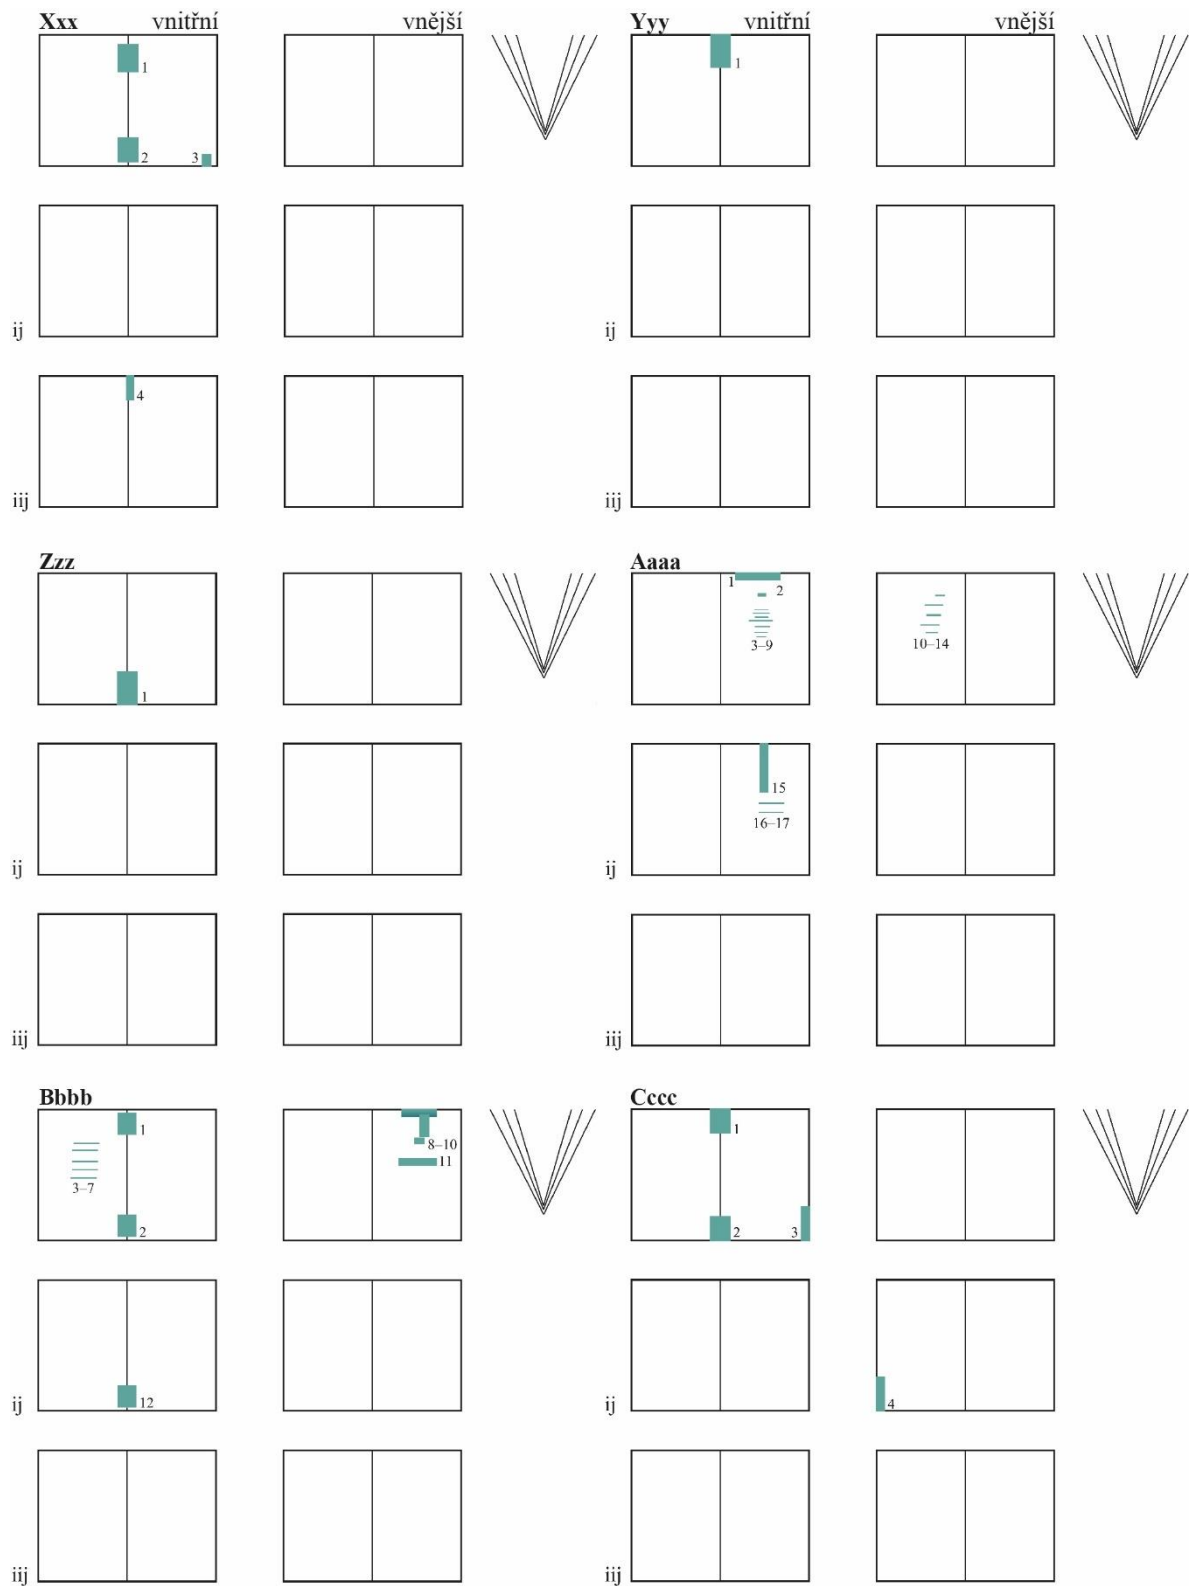 Xxx vnitřní vnější Yyy vnitřní vnější
1 1
2 3
ij ij
4
iij iij
Zzz Aaaa
1 2
3–9 10–14
1
15
16–17
ij ij
iij iij
Bbbb Cccc
1 1
8–10
11
3–7
2 2 3
12 4
ij ij
iij iij